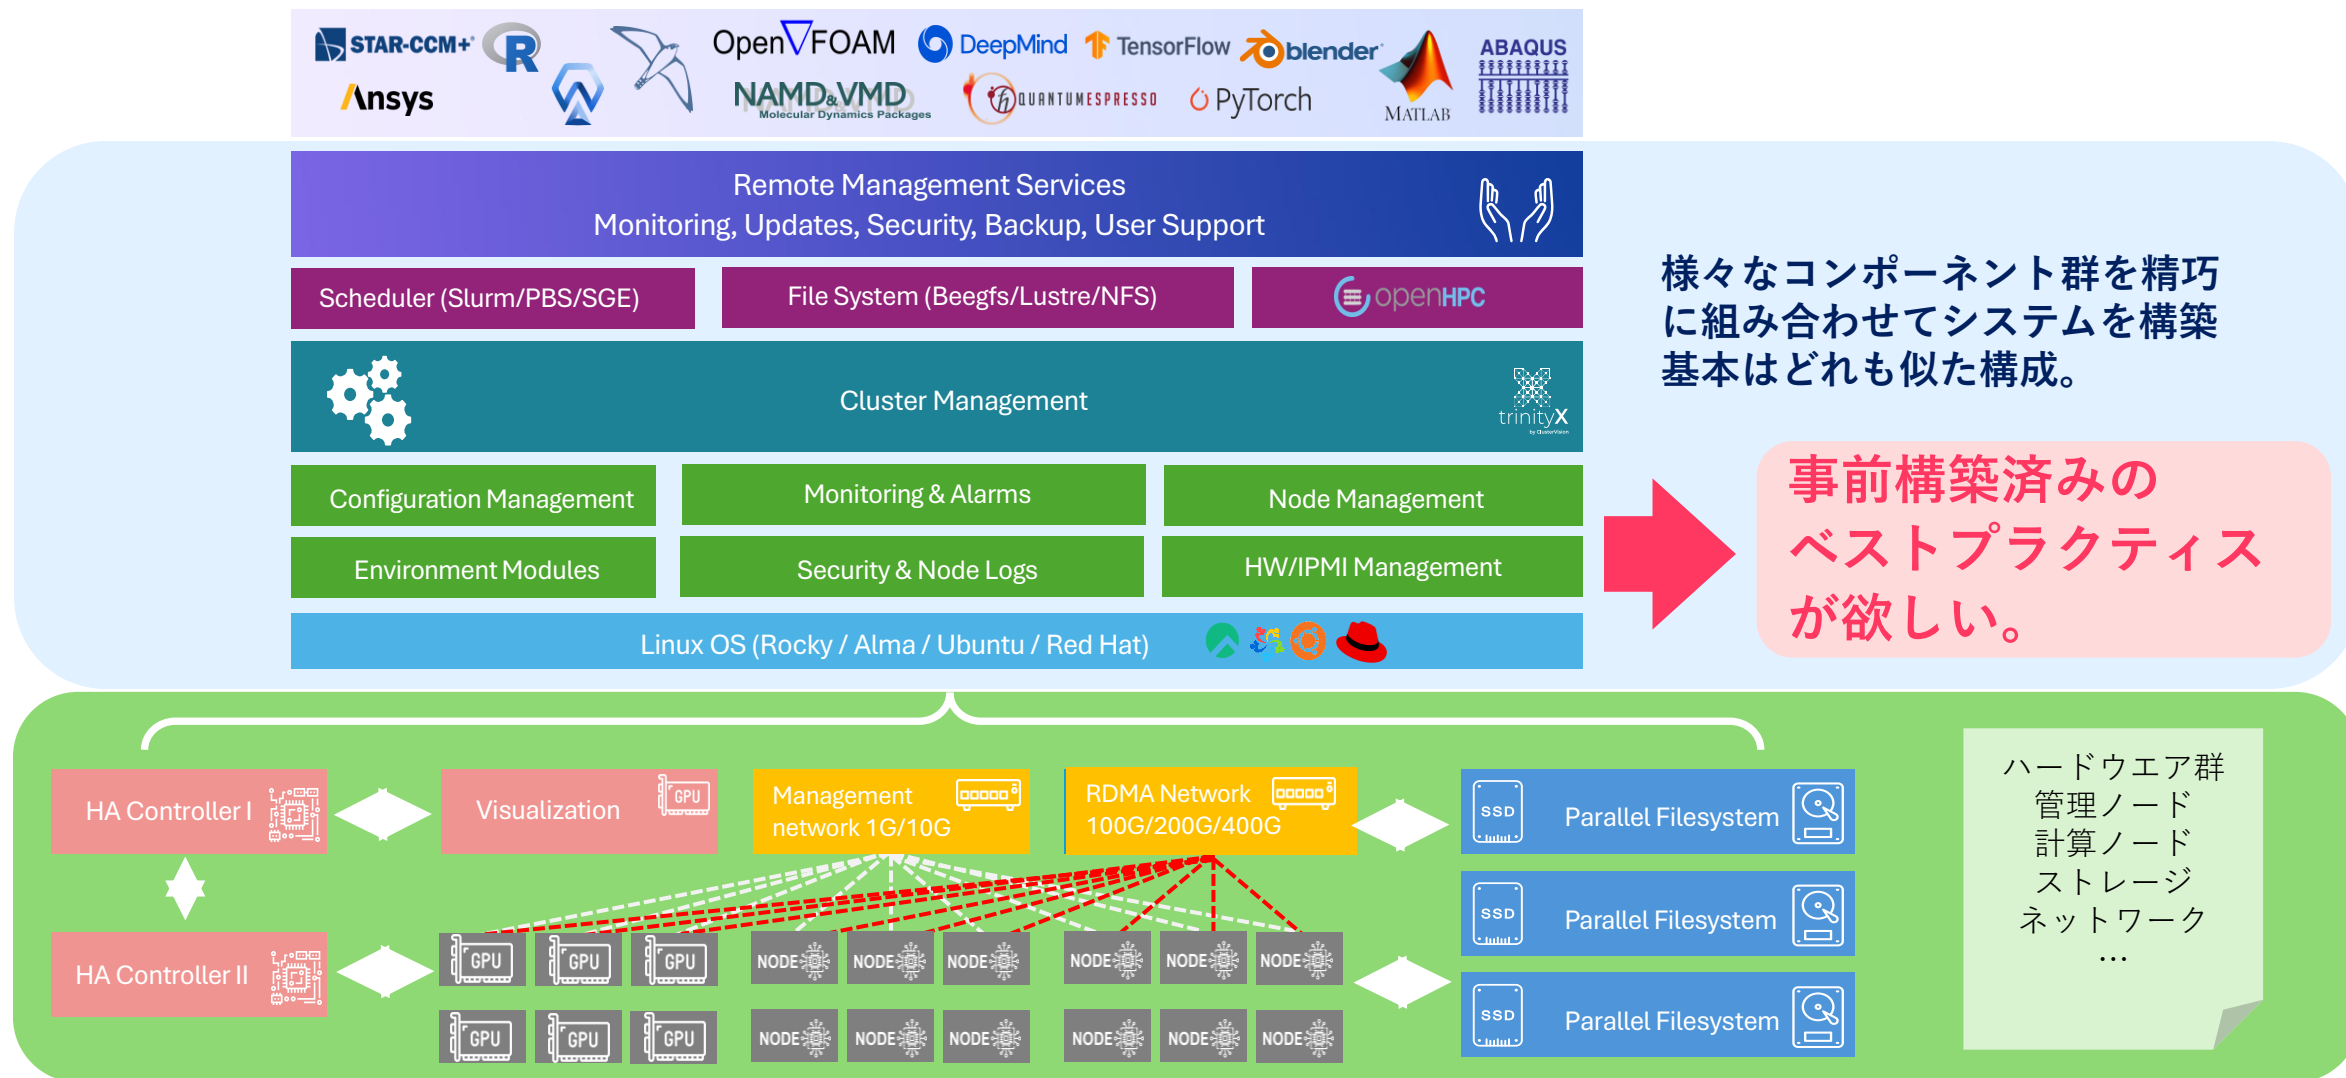 STAR-CCM+
R
OpenFOAM
DeepMind
TensorFlow
blender
ABAQUS
Ansys
NAMD&VMD
Molecular Dynamics Packages
QUANTUMESPRESSO
PyTorch
MATLAB
Remote Management Services
Monitoring, Updates, Security, Backup, User Support
Scheduler (Slurm/PBS/SGE)
File System (Beegfs/Lustre/NFS)
openHPC
Cluster Management
trinityX
by ClusterVision
Configuration Management
Monitoring & Alarms
Node Management
Environment Modules
Security & Node Logs
HW/IPMI Management
Linux OS (Rocky / Alma / Ubuntu / Red Hat)
様々なコンポーネント群を精巧
に組み合わせてシステムを構築
基本はどれも似た構成。
事前構築済みの
ベストプラクティス
が欲しい。
HA Controller I
Visualization
GPU
Management
network 1G/10G
RDMA Network
100G/200G/400G
SSD
Parallel Filesystem
SSD
Parallel Filesystem
HA Controller II
GPU
GPU
GPU
NODE
NODE
NODE
NODE
NODE
NODE
SSD
Parallel Filesystem
GPU
GPU
GPU
NODE
NODE
NODE
NODE
NODE
NODE
ハードウエア群
管理ノード
計算ノード
ストレージ
ネットワーク
…